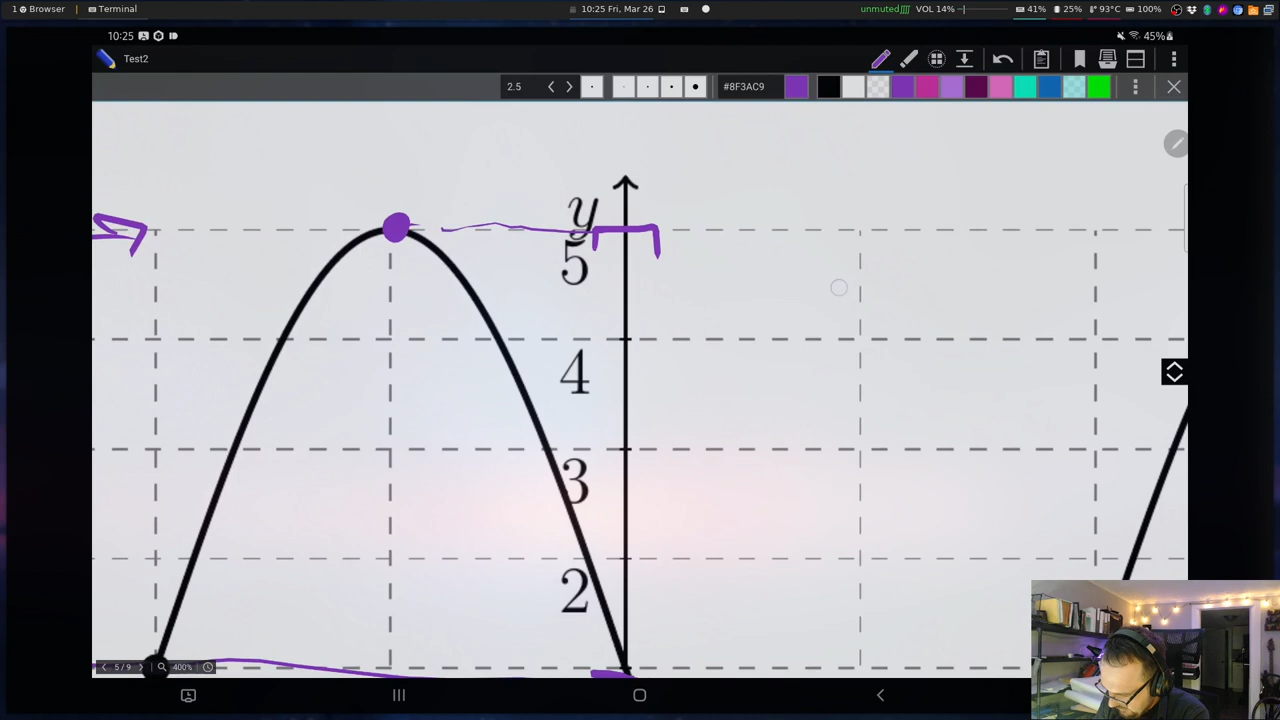 1 Browser Terminal 10:25 Fri, Mar 26 unmuted VOL 14% 41% 25% 93°C 100%
10:25 45%
Test2
2.5 #8F3AC9
y
5
4
3
2
5 / 9 400%